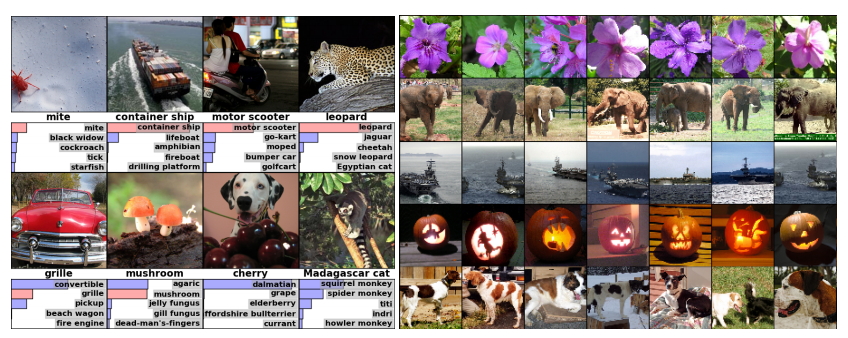 mite
container ship
motor scooter
leopard
mite
black widow
cockroach
tick
starfish
container ship
lifeboat
amphibian
fireboat
drilling platform
motor scooter
go-kart
moped
bumper car
golfcart
leopard
jaguar
cheetah
snow leopard
Egyptian cat
grille
mushroom
cherry
Madagascar cat
convertible
grille
pickup
beach wagon
fire engine
agaric
mushroom
jelly fungus
gill fungus
dead-man's-fingers
dalmatian
grape
elderberry
ffordshire bullterrier
currant
squirrel monkey
spider monkey
titi
indri
howler monkey